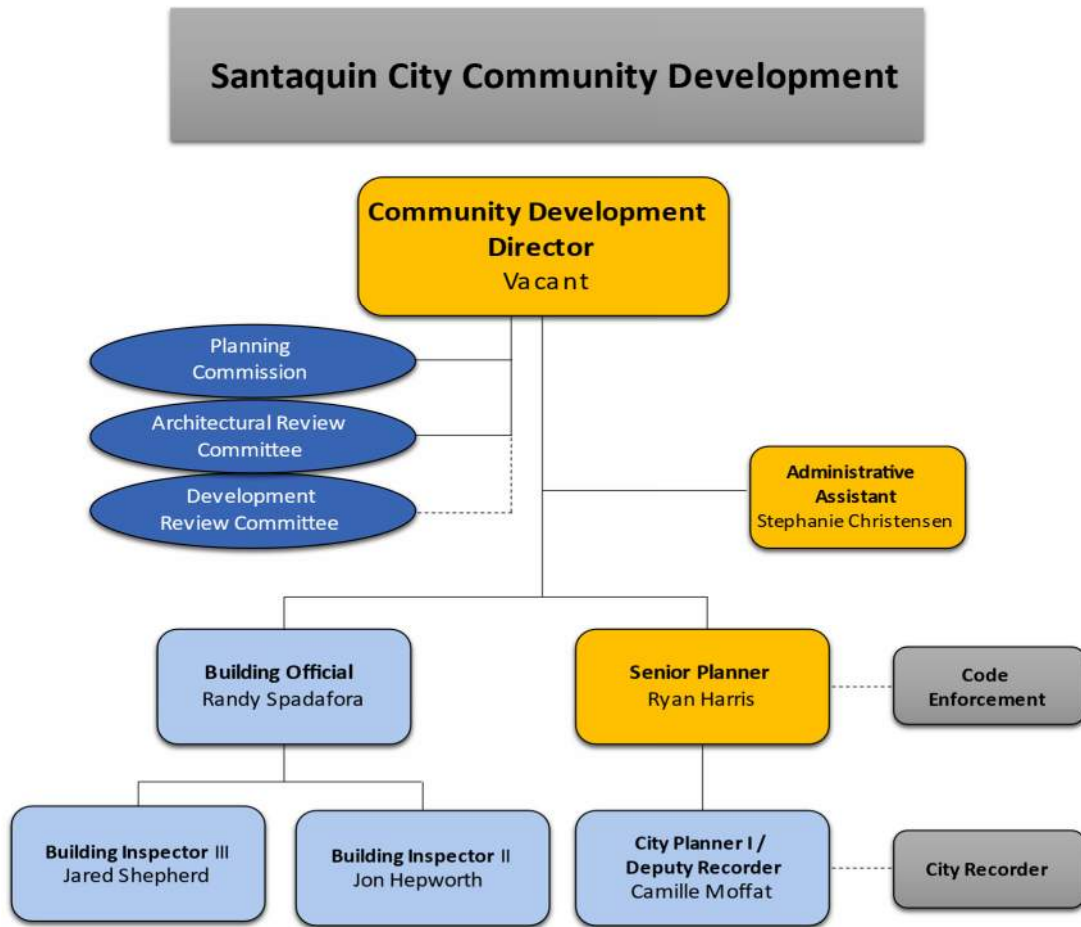 Santaquin City Community Development
Community Development
Director
Vacant
Planning
Commission
Architectural Review
Committee
Development
Review Committee
Administrative
Assistant
Stephanie Christensen
Building Official
Randy Spadafora
Senior Planner
Ryan Harris
Code
Enforcement
Building Inspector III
Jared Shepherd
Building Inspector II
Jon Hepworth
City Planner I /
Deputy Recorder
Camille Moffat
City Recorder